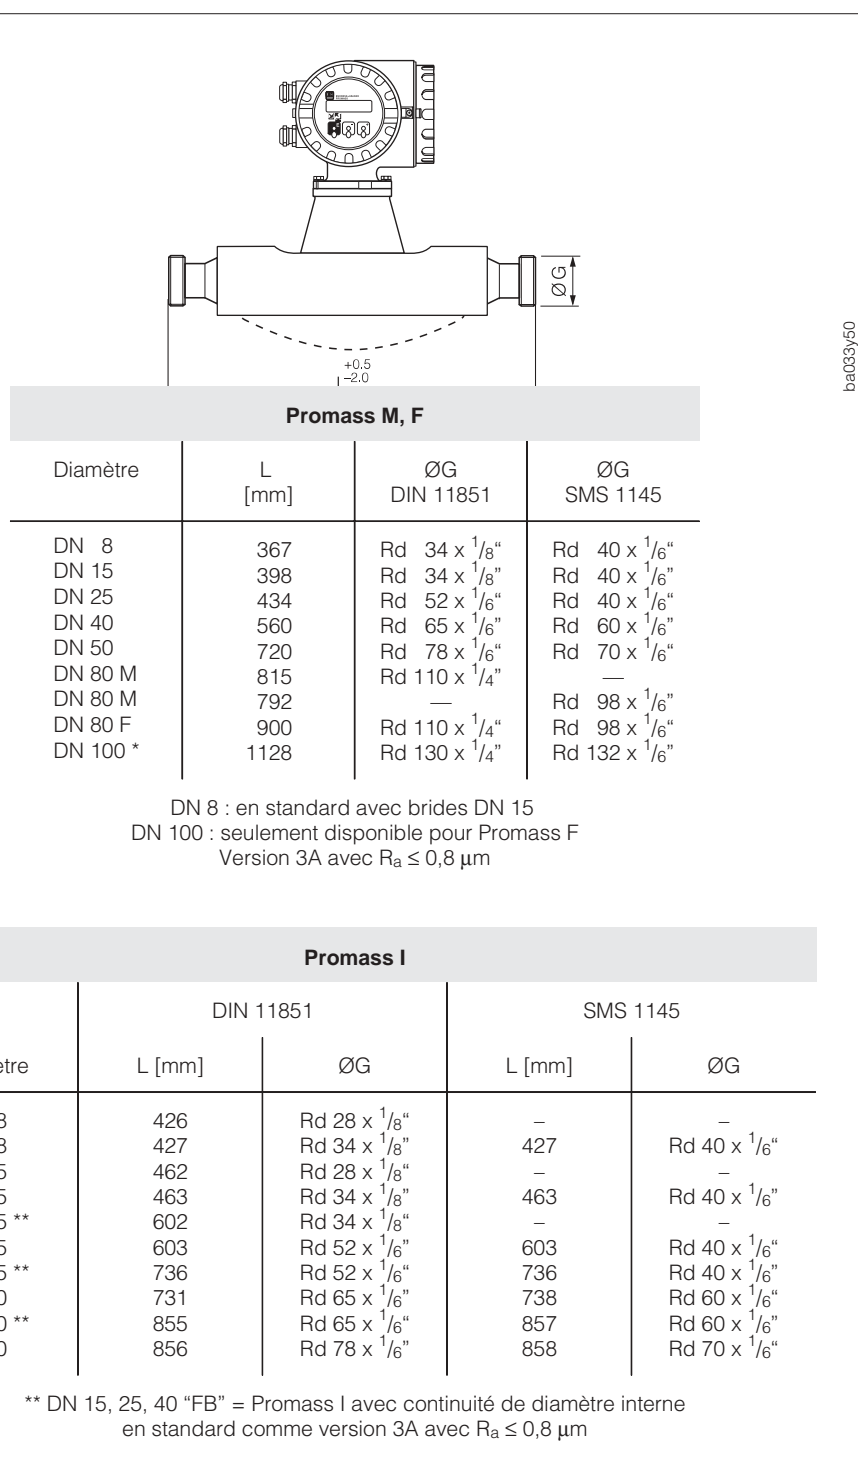 ØG
ba033y50
+0.5
–2.0
Promass M, F
Diamètre L ØG ØG
[mm] DIN 11851 SMS 1145
DN 8 367 Rd 34 x 1/8“ Rd 40 x 1/6“
DN 15 398 Rd 34 x 1/8” Rd 40 x 1/6”
DN 25 434 Rd 52 x 1/6“ Rd 40 x 1/6“
DN 40 560 Rd 65 x 1/6” Rd 60 x 1/6”
DN 50 720 Rd 78 x 1/6“ Rd 70 x 1/6“
DN 80 M 815 Rd 110 x 1/4” —
DN 80 M 792 — Rd 98 x 1/6”
DN 80 F 900 Rd 110 x 1/4“ Rd 98 x 1/6“
DN 100 * 1128 Rd 130 x 1/4” Rd 132 x 1/6”
DN 8 : en standard avec brides DN 15
DN 100 : seulement disponible pour Promass F
Version 3A avec Ra ≤ 0,8 µm
Promass I
DIN 11851 SMS 1145
etre L [mm] ØG L [mm] ØG
8 426 Rd 28 x 1/8“ – –
8 427 Rd 34 x 1/8” 427 Rd 40 x 1/6“
5 462 Rd 28 x 1/8“ – –
5 463 Rd 34 x 1/8” 463 Rd 40 x 1/6”
5 ** 602 Rd 34 x 1/8“ – –
5 603 Rd 52 x 1/6” 603 Rd 40 x 1/6“
5 ** 736 Rd 52 x 1/6“ 736 Rd 40 x 1/6”
0 731 Rd 65 x 1/6” 738 Rd 60 x 1/6“
0 ** 855 Rd 65 x 1/6“ 857 Rd 60 x 1/6”
0 856 Rd 78 x 1/6” 858 Rd 70 x 1/6“
** DN 15, 25, 40 “FB” = Promass I avec continuité de diamètre interne
en standard comme version 3A avec Ra ≤ 0,8 µm